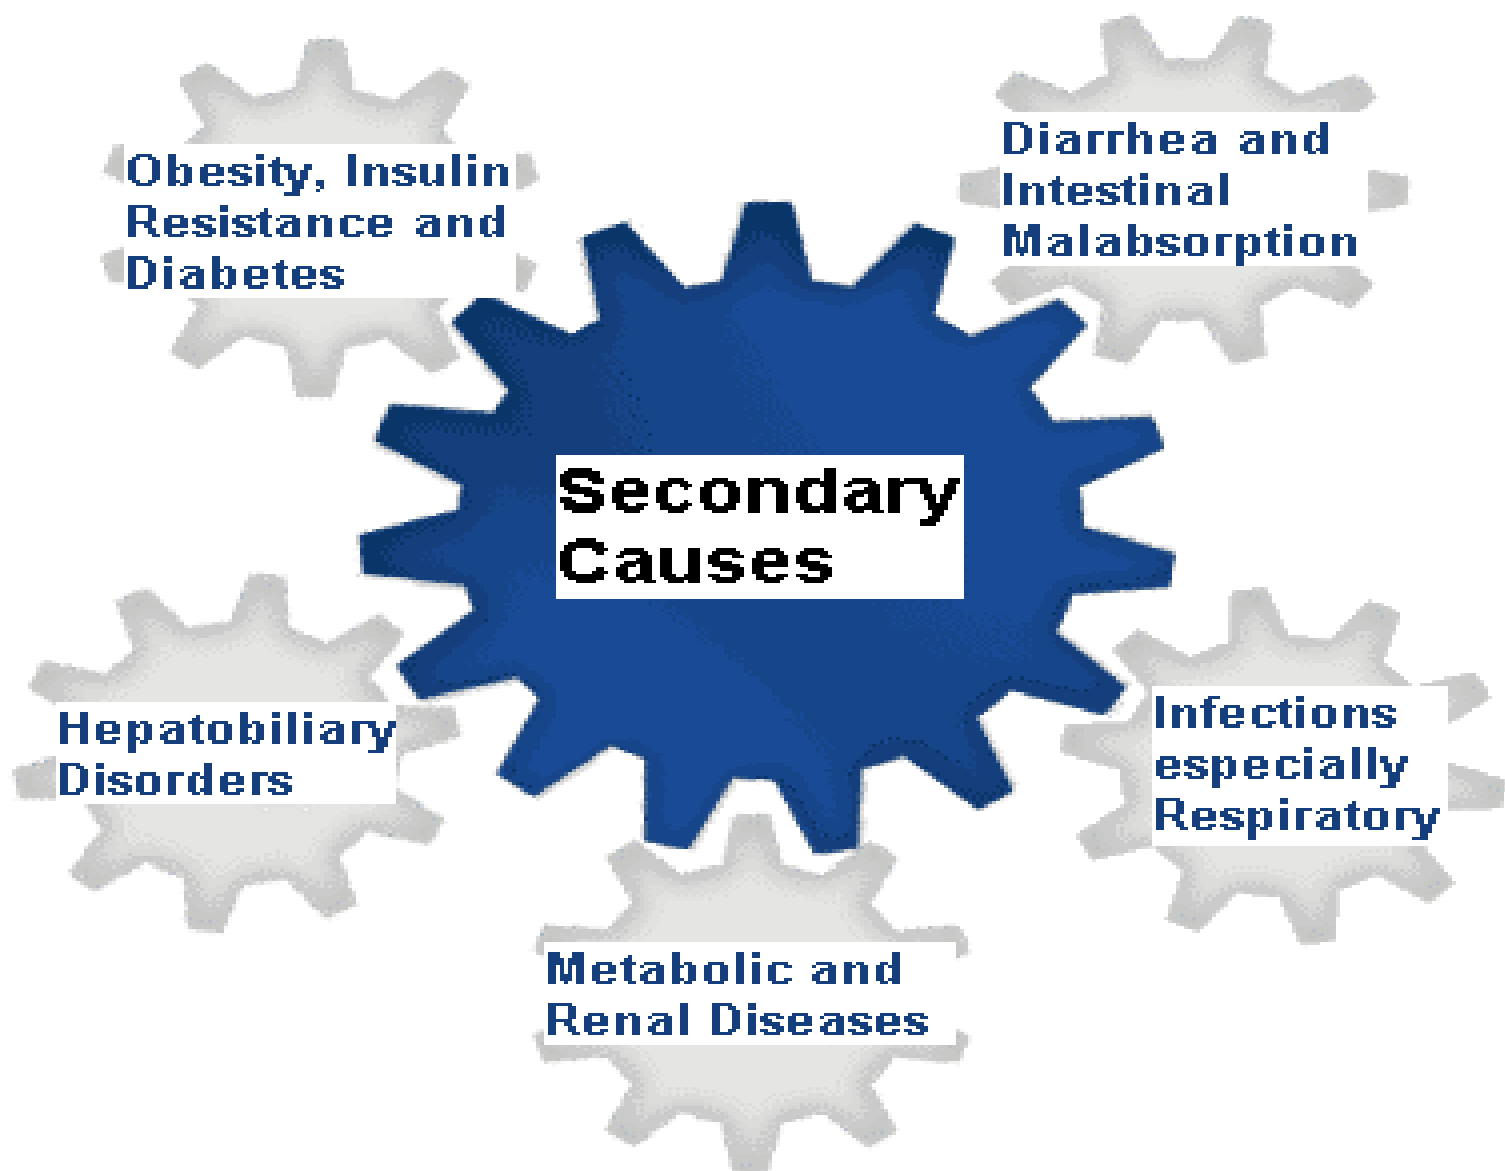 Obesity, Insulin
Resistance and
Diabetes
Diarrhea and
Intestinal
Malabsorption
Secondary
Causes
Hepatobiliary
Disorders
Infections
especially
Respiratory
Metabolic and
Renal Diseases